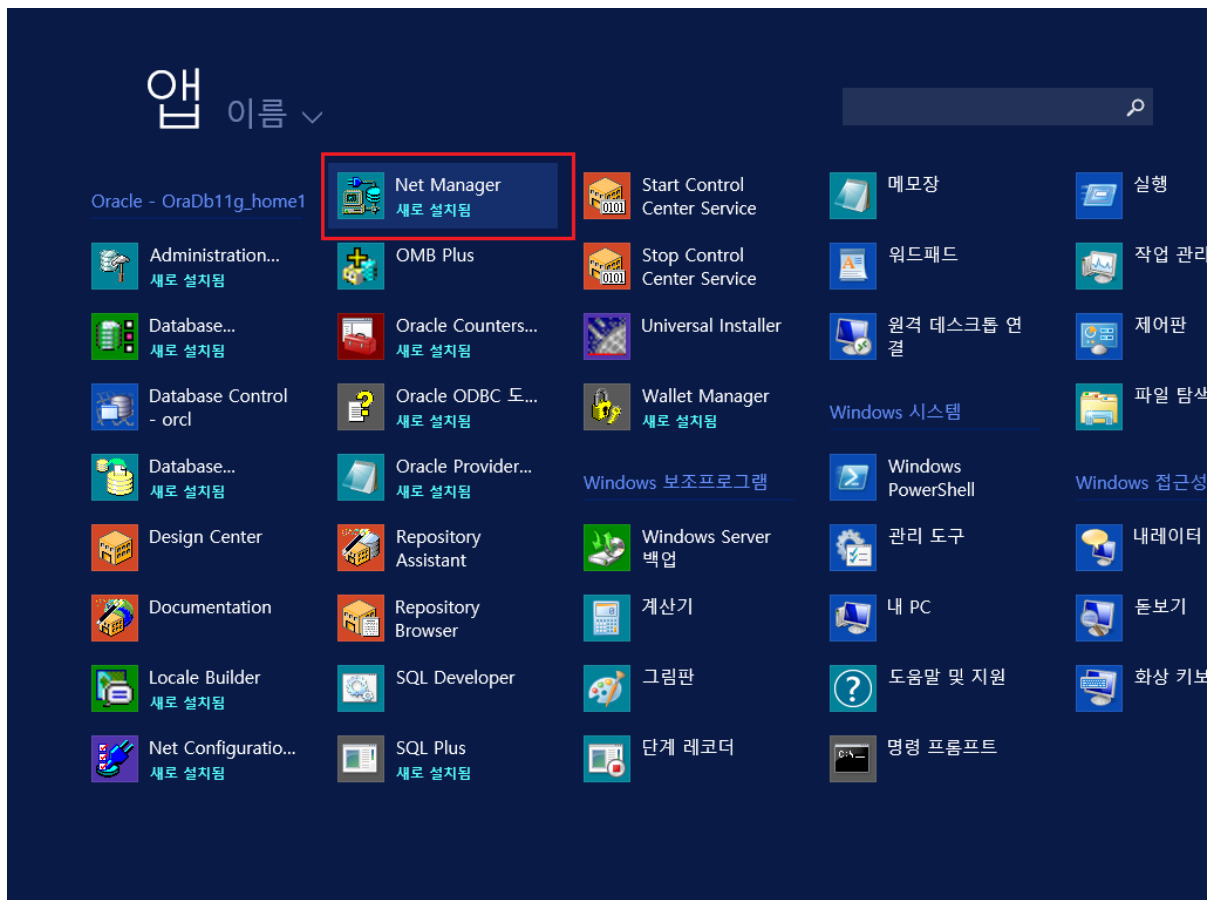 앱 이름
Oracle - OraDb11g_home1
Administration...
새로 설치됨
Database...
새로 설치됨
Database Control
- orcl
Database...
새로 설치됨
Design Center
Documentation
Locale Builder
새로 설치됨
Net Configuratio...
새로 설치됨
Net Manager
새로 설치됨
OMB Plus
Oracle Counters...
새로 설치됨
Oracle ODBC 도...
새로 설치됨
Oracle Provider...
새로 설치됨
Repository
Assistant
Repository
Browser
SQL Developer
SQL Plus
새로 설치됨
Start Control
Center Service
0101
Stop Control
Center Service
0101
Universal Installer
Wallet Manager
새로 설치됨
Windows 보조프로그램
Windows Server
백업
계산기
그림판
단계 레코더
메모장
워드패드
원격 데스크톱 연
결
Windows 시스템
Windows
PowerShell
관리 도구
내 PC
도움말 및 지원
명령 프롬프트
C:\
실행
작업 관리
제어판
파일 탐색
Windows 접근성
내레이터
돋보기
화상 키보